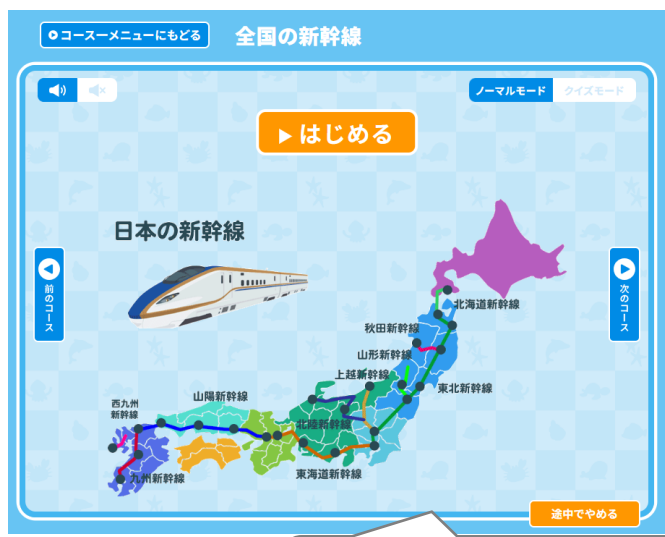 コースーメニューにもどる
全国の新幹線
ノーマルモード
クイズモード
はじめる
日本の新幹線
前のコース
次のコース
北海道新幹線
秋田新幹線
山形新幹線
上越新幹線
東北新幹線
山陽新幹線
西九州
新幹線
北陸新幹線
東海道新幹線
九州新幹線
途中でやめる